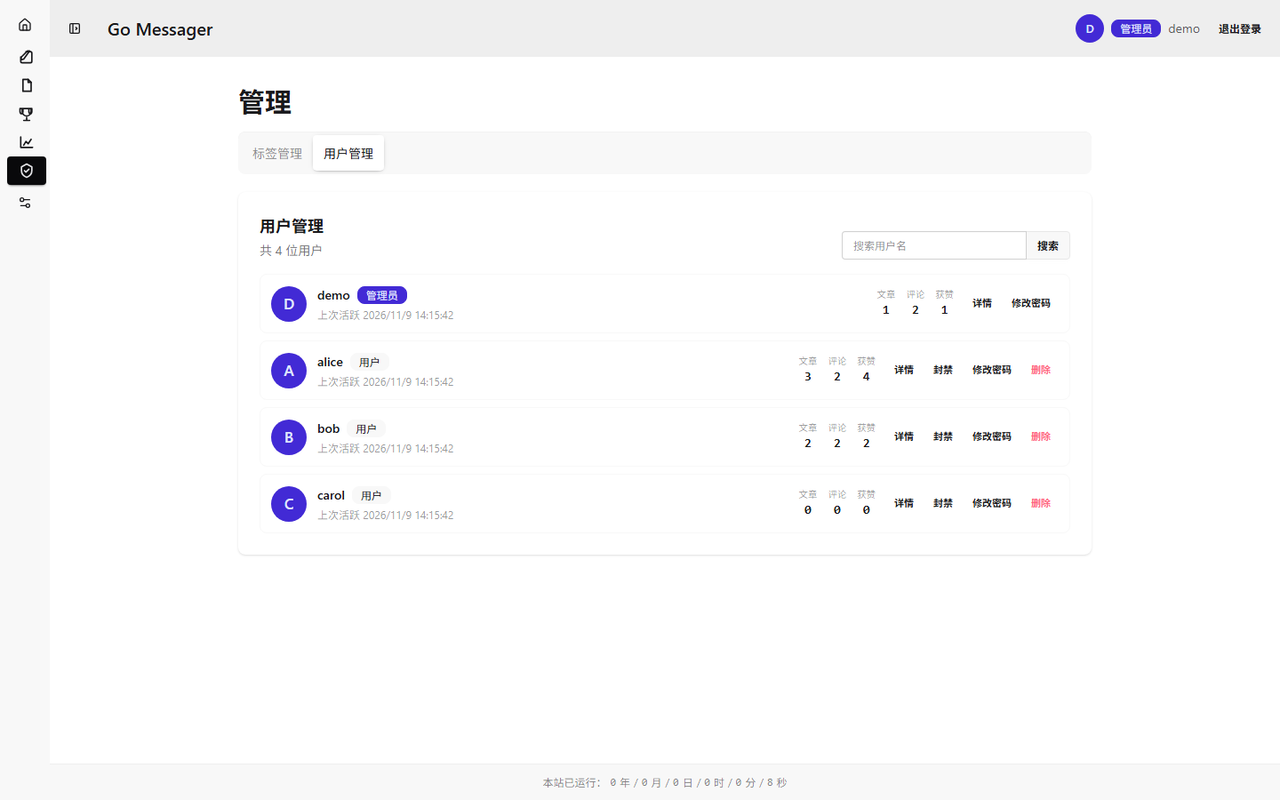 Go Messager
D 管理员 demo 退出登录
管理
标签管理 用户管理
用户管理
共 4 位用户
搜索用户名 搜索
D demo 管理员
上次活跃 2026/11/9 14:15:42
文章 评论 获赞
1 2 1
详情 修改密码
A alice 用户
上次活跃 2026/11/9 14:15:42
文章 评论 获赞
3 2 4
详情 封禁 修改密码 删除
B bob 用户
上次活跃 2026/11/9 14:15:42
文章 评论 获赞
2 2 2
详情 封禁 修改密码 删除
C carol 用户
上次活跃 2026/11/9 14:15:42
文章 评论 获赞
0 0 0
详情 封禁 修改密码 删除
本站已运行： 0 年 / 0 月 / 0 日 / 0 时 / 0 分 / 8 秒